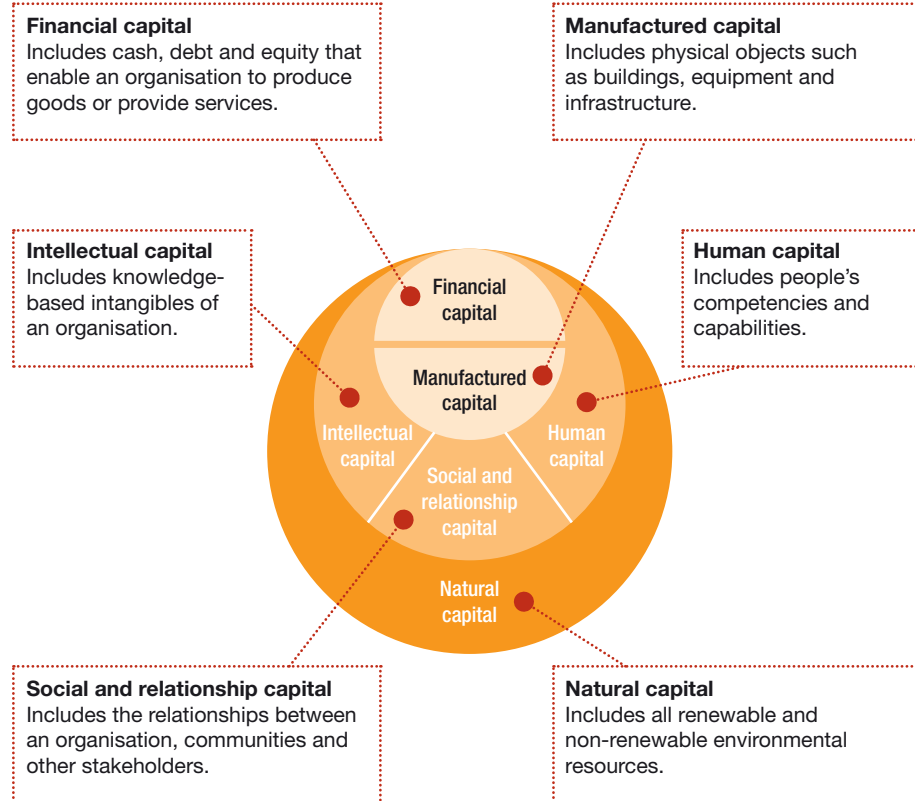 Financial capital
Includes cash, debt and equity that
enable an organisation to produce
goods or provide services.
Manufactured capital
Includes physical objects such
as buildings, equipment and
infrastructure.
Intellectual capital
Includes knowledge-
based intangibles of
an organisation.
Human capital
Includes people's
competencies and
capabilities.
Financial
capital
Manufactured
capital
Intellectual
capital
Human
capital
Social and
relationship
capital
Natural
capital
Social and relationship capital
Includes the relationships between
an organisation, communities and
other stakeholders.
Natural capital
Includes all renewable and
non-renewable environmental
resources.